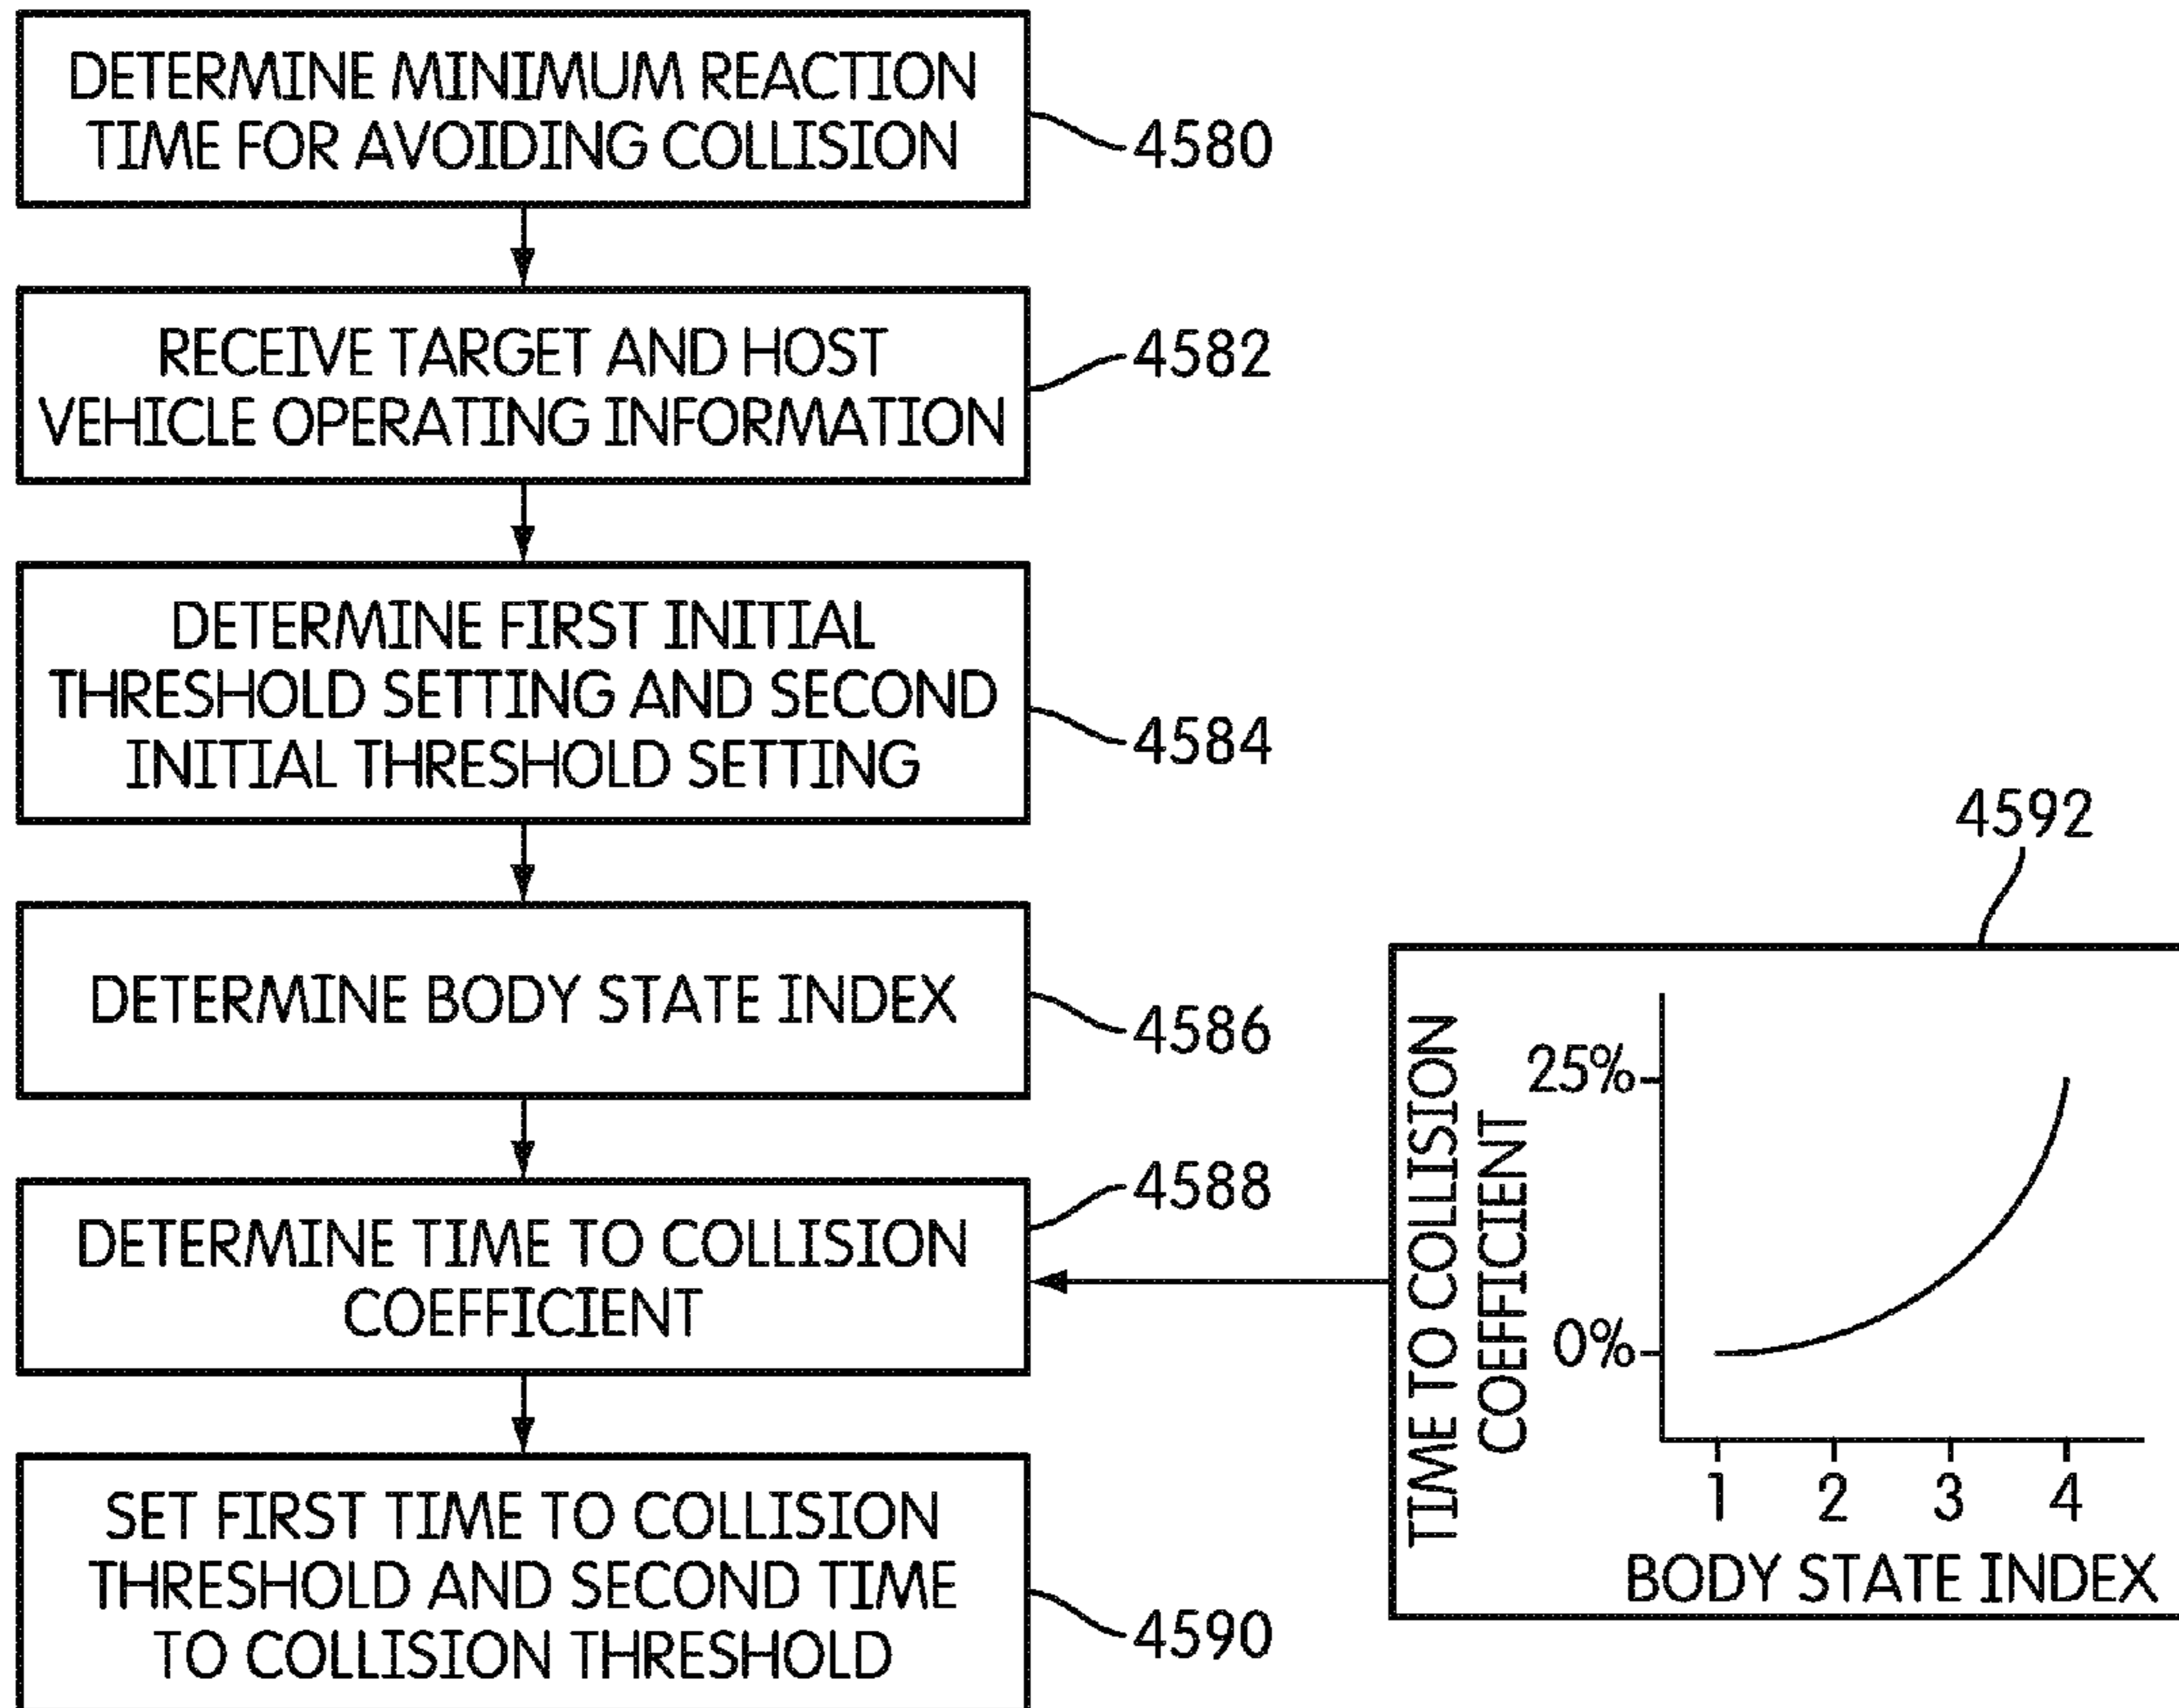 DETERMINE MINIMUM REACTION
TIME FOR AVOIDING COLLISION
4580
RECEIVE TARGET AND HOST
VEHICLE OPERATING INFORMATION
4582
DETERMINE FIRST INITIAL
THRESHOLD SETTING AND SECOND
INITIAL THRESHOLD SETTING
4584
DETERMINE BODY STATE INDEX
4586
DETERMINE TIME TO COLLISION
COEFFICIENT
4588
SET FIRST TIME TO COLLISION
THRESHOLD AND SECOND TIME
TO COLLISION THRESHOLD
4590
4592
TIME TO COLLISION
COEFFICIENT
25%
0%
1 2 3 4
BODY STATE INDEX